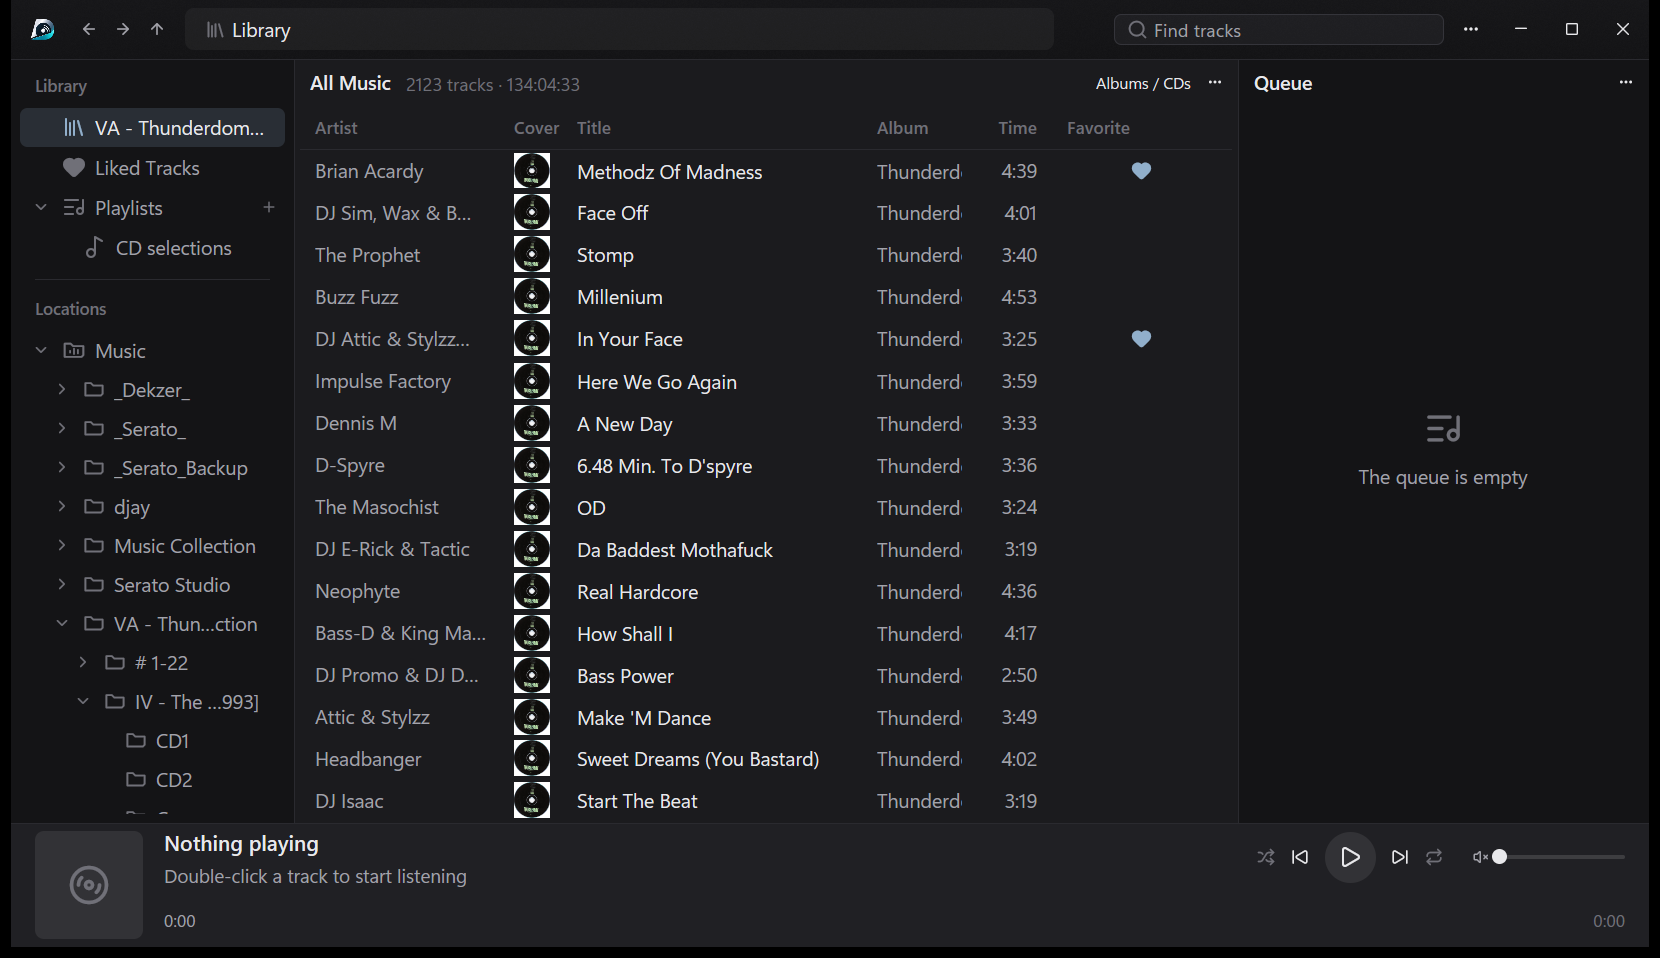 Library
Find tracks
Library
VA - Thunderdom...
Liked Tracks
Playlists
CD selections
Locations
Music
_Dekzer_
_Serato_
_Serato_Backup
djay
Music Collection
Serato Studio
VA - Thun...ction
# 1-22
IV - The ...993]
CD1
CD2
All Music 2123 tracks · 134:04:33 Albums / CDs
Artist Cover Title Album Time Favorite
Brian Acardy Methodz Of Madness Thunderd 4:39
DJ Sim, Wax & B... Face Off Thunderd 4:01
The Prophet Stomp Thunderd 3:40
Buzz Fuzz Millenium Thunderd 4:53
DJ Attic & Stylzz... In Your Face Thunderd 3:25
Impulse Factory Here We Go Again Thunderd 3:59
Dennis M A New Day Thunderd 3:33
D-Spyre 6.48 Min. To D'spyre Thunderd 3:36
The Masochist OD Thunderd 3:24
DJ E-Rick & Tactic Da Baddest Mothafuck Thunderd 3:19
Neophyte Real Hardcore Thunderd 4:36
Bass-D & King Ma... How Shall I Thunderd 4:17
DJ Promo & DJ D... Bass Power Thunderd 2:50
Attic & Stylzz Make 'M Dance Thunderd 3:49
Headbanger Sweet Dreams (You Bastard) Thunderd 4:02
DJ Isaac Start The Beat Thunderd 3:19
Queue
The queue is empty
Nothing playing
Double-click a track to start listening
0:00
0:00